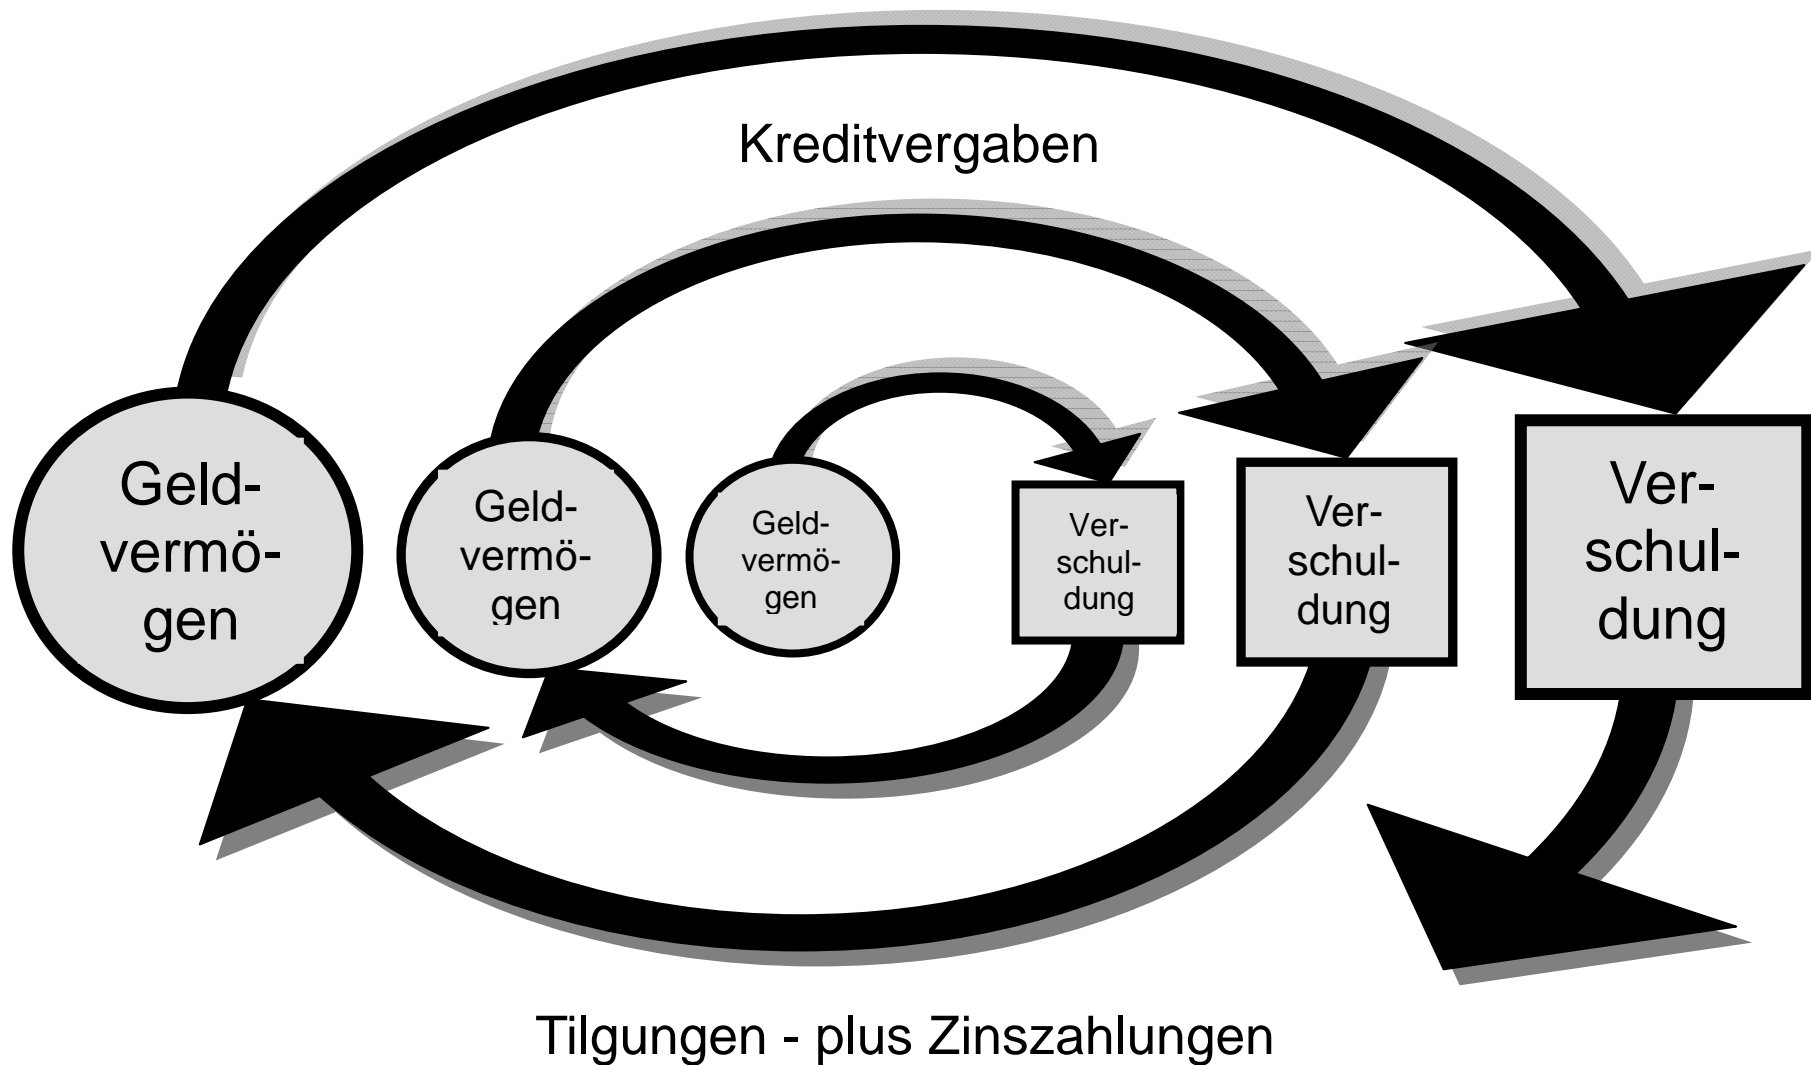 Kreditvergaben
Geld-
vermö-
gen
Geld-
vermö-
gen
Geld-
vermö-
gen
Ver-
schul-
dung
Ver-
schul-
dung
Ver-
schul-
dung
Tilgungen - plus Zinszahlungen